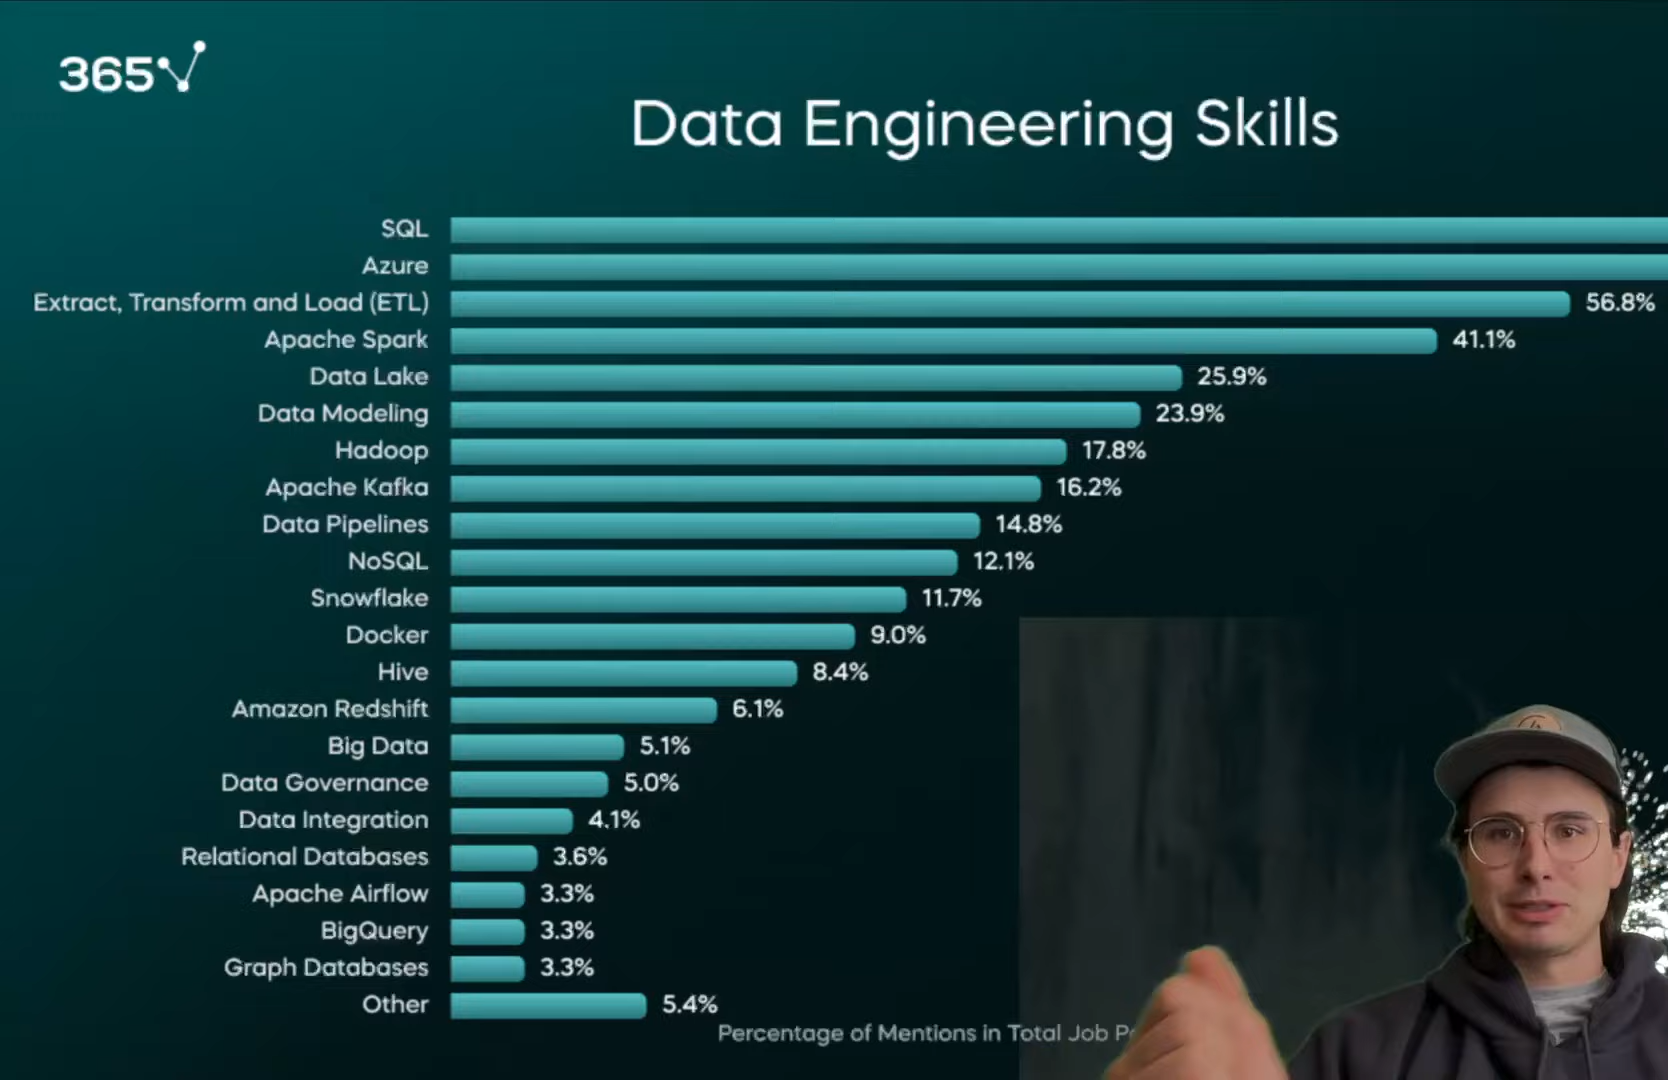 365
Data Engineering Skills
SQL
Azure
Extract, Transform and Load (ETL) 56.8%
Apache Spark 41.1%
Data Lake 25.9%
Data Modeling 23.9%
Hadoop 17.8%
Apache Kafka 16.2%
Data Pipelines 14.8%
NoSQL 12.1%
Snowflake 11.7%
Docker 9.0%
Hive 8.4%
Amazon Redshift 6.1%
Big Data 5.1%
Data Governance 5.0%
Data Integration 4.1%
Relational Databases 3.6%
Apache Airflow 3.3%
BigQuery 3.3%
Graph Databases 3.3%
Other 5.4%
Percentage of Mentions in Total Job